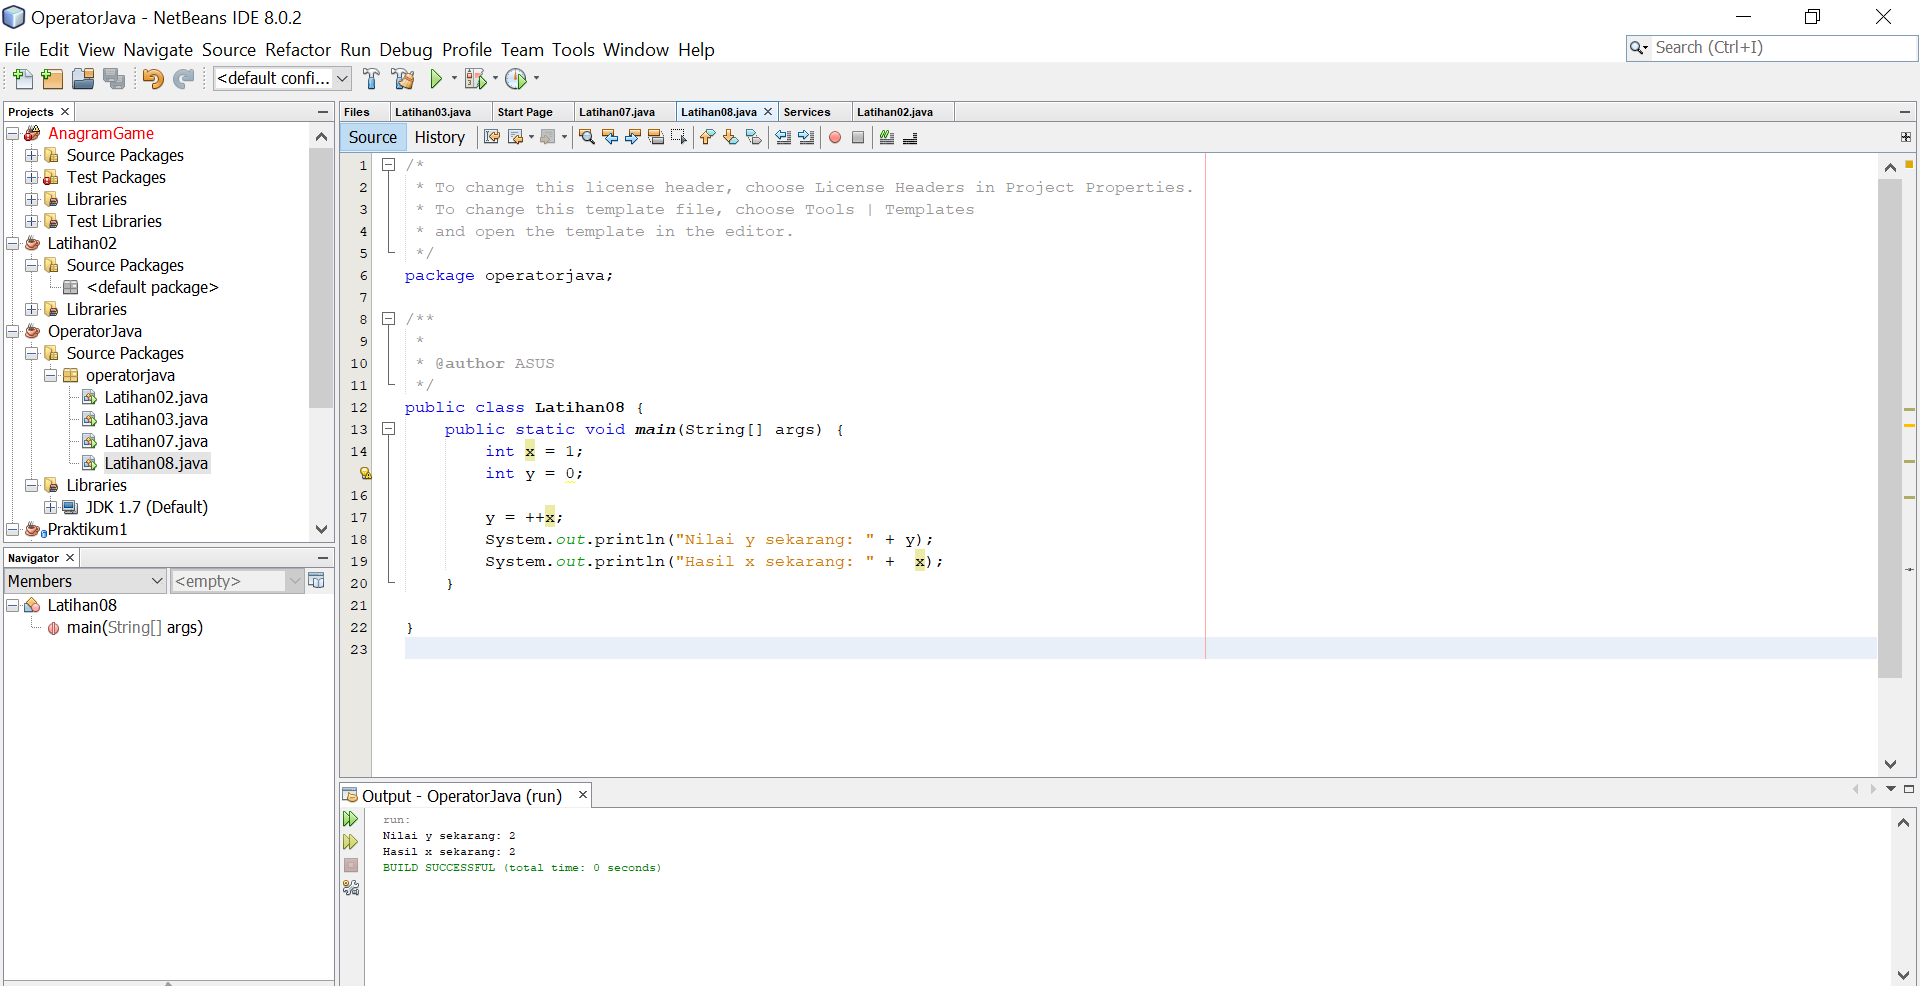 OperatorJava - NetBeans IDE 8.0.2
File Edit View Navigate Source Refactor Run Debug Profile Team Tools Window Help
Search (Ctrl+I)
<default confi...
Projects
AnagramGame
Source Packages
Test Packages
Libraries
Test Libraries
Latihan02
Source Packages
<default package>
Libraries
OperatorJava
Source Packages
operatorjava
Latihan02.java
Latihan03.java
Latihan07.java
Latihan08.java
Libraries
JDK 1.7 (Default)
Praktikum1
Navigator
Members
<empty>
Latihan08
main(String[] args)
Files Latihan03.java Start Page Latihan07.java Latihan08.java Services Latihan02.java
Source History
1 /*
2 * To change this license header, choose License Headers in Project Properties.
3 * To change this template file, choose Tools | Templates
4 * and open the template in the editor.
5 */
6 package operatorjava;
7
8 /**
9 *
10 * @author ASUS
11 */
12 public class Latihan08 {
13 public static void main(String[] args) {
14 int x = 1;
int y = 0;
16
17 y = ++x;
18 System.out.println("Nilai y sekarang: " + y);
19 System.out.println("Hasil x sekarang: " +  x);
20 }
21
22 }
23
Output - OperatorJava (run)
run:
Nilai y sekarang: 2
Hasil x sekarang: 2
BUILD SUCCESSFUL (total time: 0 seconds)